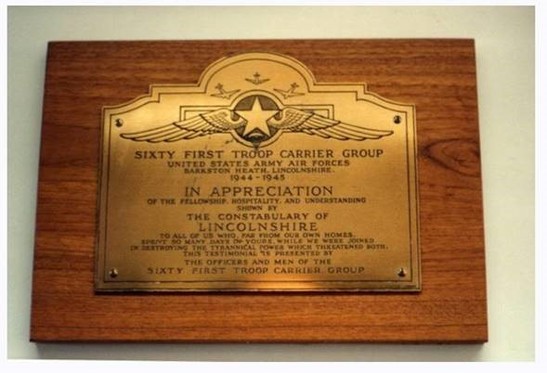 SIXTY FIRST TROOP CARRIER GROUP
UNITED STATES ARMY AIR FORCES
BARKSTON HEATH, LINCOLNSHIRE.
1944-1945
IN APPRECIATION
OF THE FELLOWSHIP, HOSPITALITY, AND UNDERSTANDING
SHOWN BY
THE CONSTABULARY OF
LINCOLNSHIRE
TO ALL OF US WHO, FAR FROM OUR OWN HOMES,
SPENT SO MANY DAYS IN YOURS, WHILE WE WERE JOINED
IN DESTROYING THE TYRANNICAL POWER WHICH THREATENED BOTH,
THIS TESTIMONIAL IS PRESENTED BY
THE OFFICERS AND MEN OF THE
SIXTY FIRST TROOP CARRIER GROUP